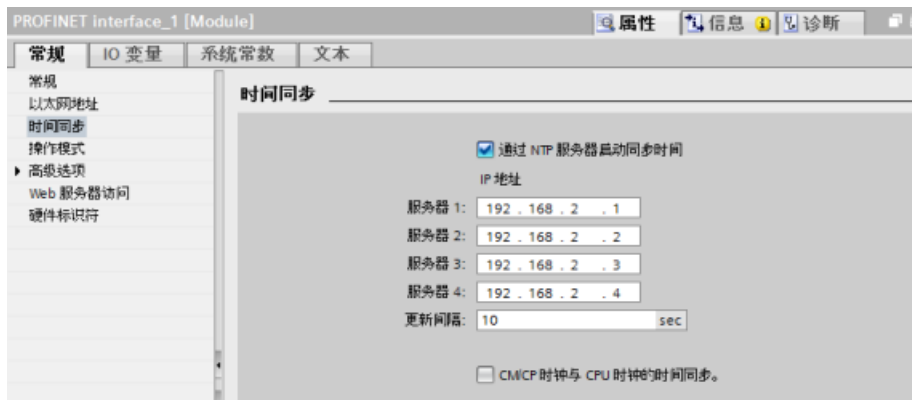 PROFINET interface_1 [Module]
属性 信息 诊断
常规 IO 变量 系统常数 文本
常规
以太网地址
时间同步
操作模式
高级选项
Web 服务器访问
硬件标识符
时间同步
通过 NTP 服务器启动同步时间
IP 地址
服务器 1: 192 . 168 . 2 . 1
服务器 2: 192 . 168 . 2 . 2
服务器 3: 192 . 168 . 2 . 3
服务器 4: 192 . 168 . 2 . 4
更新间隔: 10 sec
CM/CP 时钟与 CPU 时钟的时间同步。